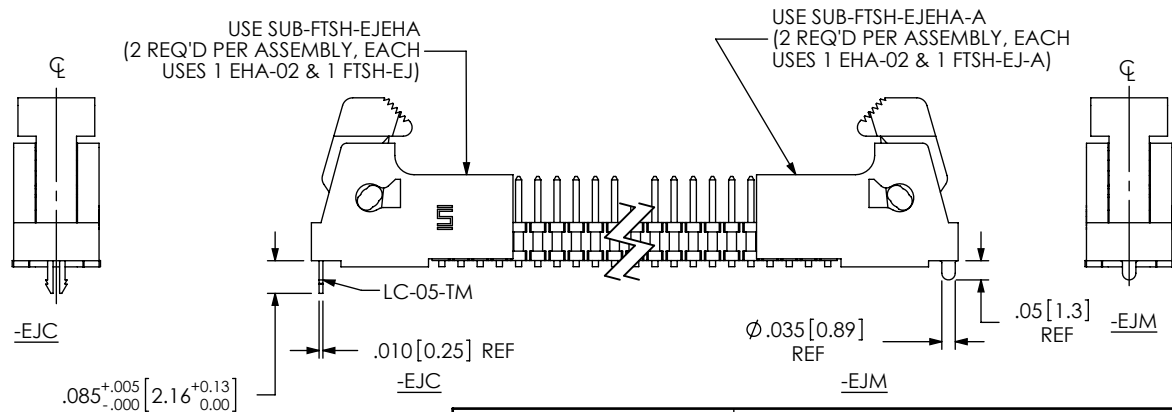 USE SUB-FTSH-EJEHA
(2 REQ'D PER ASSEMBLY, EACH
USES 1 EHA-02 & 1 FTSH-EJ)
USE SUB-FTSH-EJEHA-A
(2 REQ'D PER ASSEMBLY, EACH
USES 1 EHA-02 & 1 FTSH-EJ-A)
℄
℄
LC-05-TM
-EJC
.010[0.25] REF
.085+.005-.000[2.16+0.13 0.00]
-EJC
Ø.035[0.89]
REF
-EJM
.05[1.3]
REF
-EJM